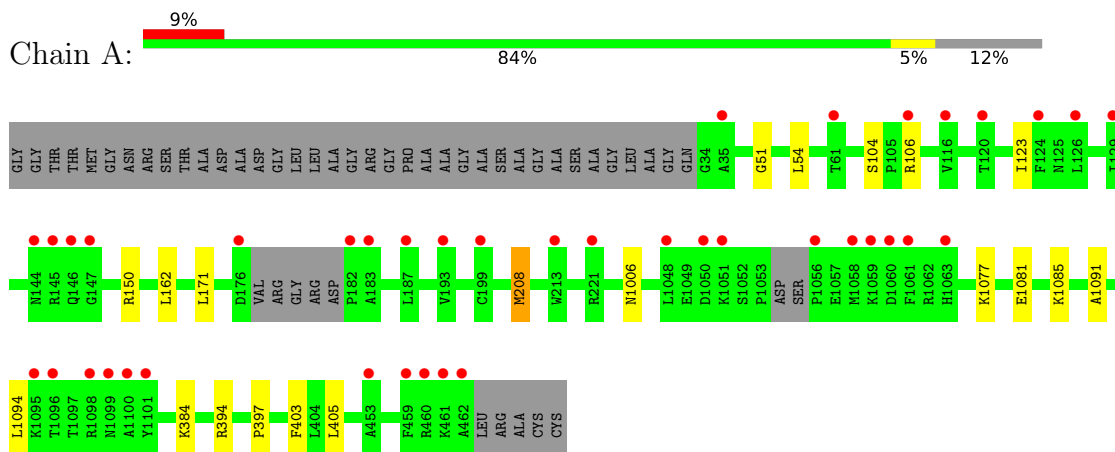 9%
Chain A:
84% 5% 12%
GLY GLY THR THR MET GLY ASN ARG SER THR ALA ASP ALA ASP GLY LEU LEU ALA GLY ARG GLY PRO ALA ALA ALA GLY ALA SER ALA GLY ALA SER ALA GLY LEU ALA GLY GLN G34 A35 G51 L54 T61 S104 P105 R106 V116 T120 I123 F124 N125 L126
N144 R145 Q146 G147 R150 L162 L171 D176 VAL ARG GLY ARG ASP P182 A183 L187 V193 C199 M208 W213 R221 N1006 L1048 E1049 D1050 K1051 S1052 P1053 ASP SER P1056 E1057 M1058 K1059 D1060 F1061 R1062 H1063 K1077 E1081 K1085 A1091
L1094 K1095 T1096 T1097 R1098 N1099 A1100 Y1101 K384 R394 P397 F403 L404 L405 A453 F459 R460 K461 A462 LEU ARG ALA CYS CYS